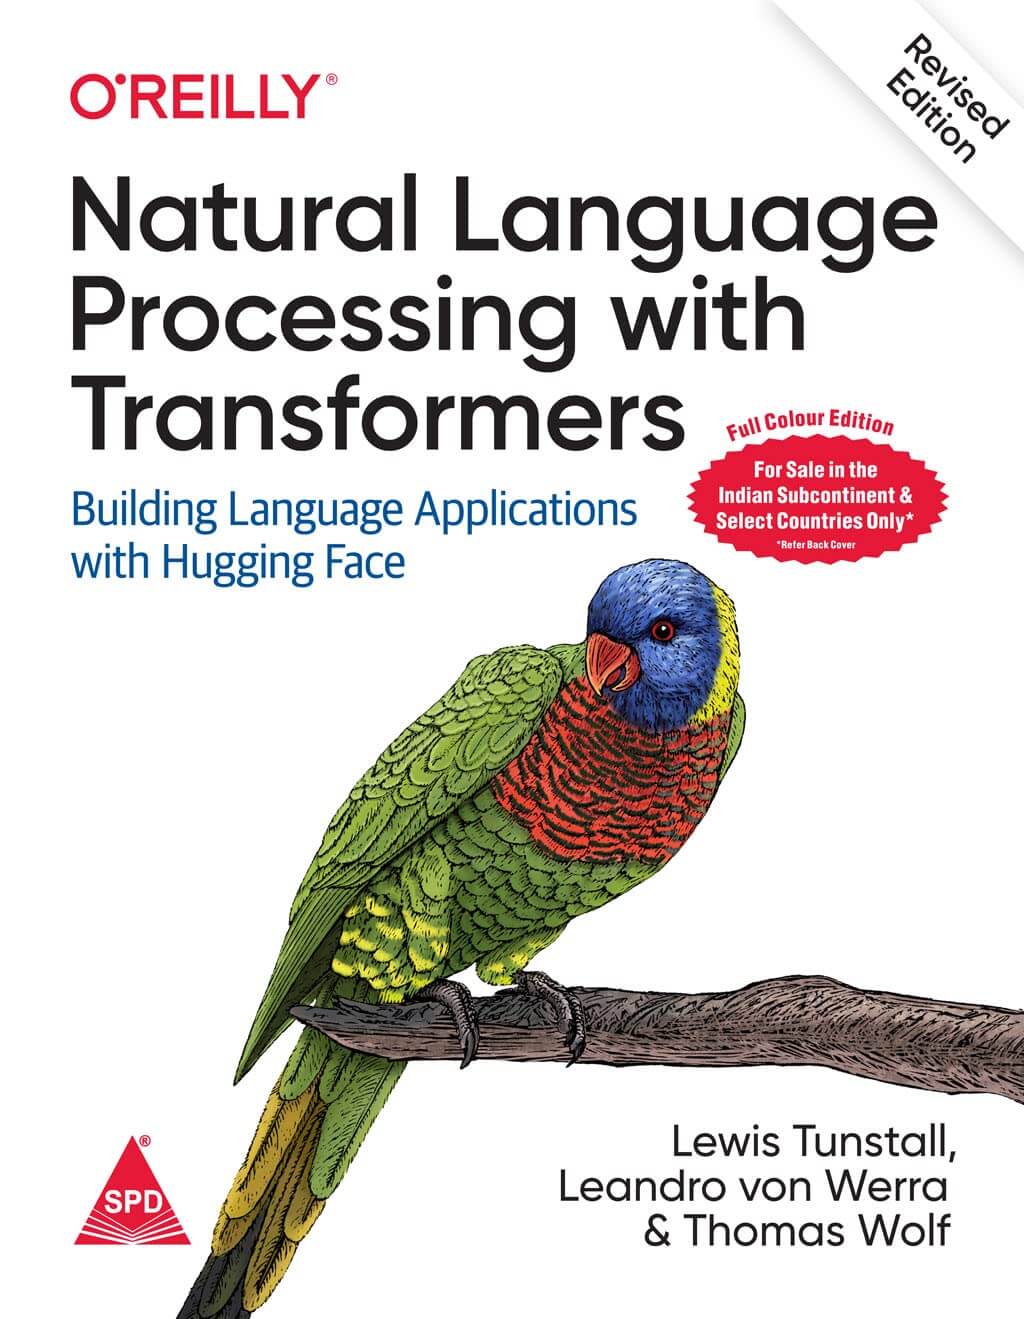 O'REILLY®
Revised
Edition
Natural Language
Processing with
Transformers
Full Colour Edition
For Sale in the
Indian Subcontinent &
Select Countries Only*
*Refer Back Cover
Building Language Applications
with Hugging Face
Lewis Tunstall,
Leandro von Werra
& Thomas Wolf
®
SPD